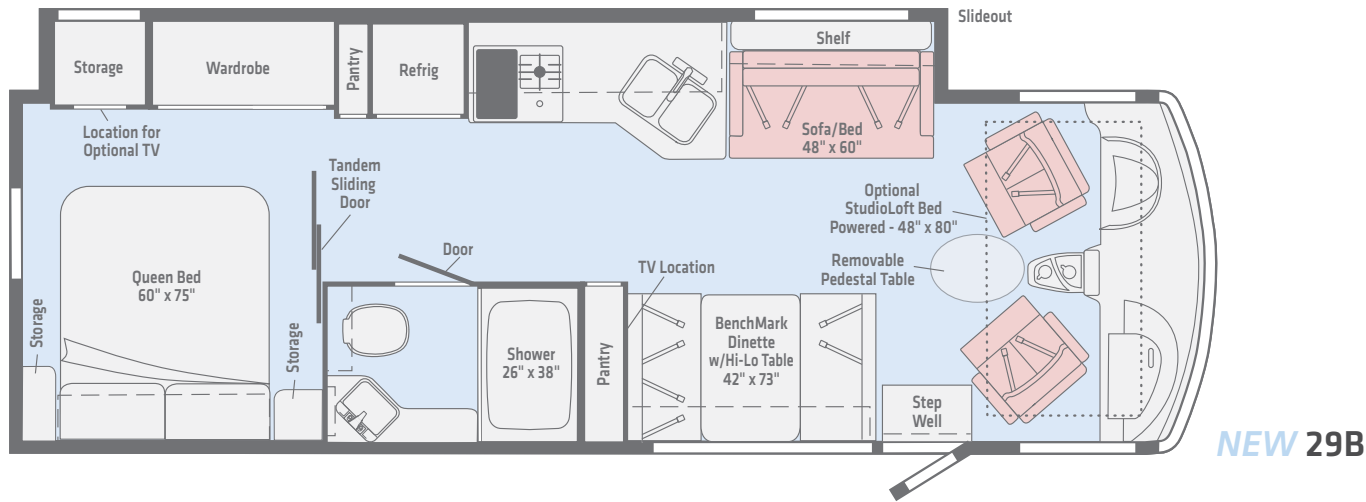 Slideout
Storage
Wardrobe
Pantry
Refrig
Shelf
Sofa/Bed
48" x 60"
Location for
Optional TV
Tandem
Sliding
Door
Optional
StudioLoft Bed
Powered - 48" x 80"
Door
TV Location
Removable
Pedestal Table
Queen Bed
60" x 75"
Storage
Storage
Shower
26" x 38"
Pantry
BenchMark
Dinette
w/Hi-Lo Table
42" x 73"
Step
Well
NEW 29B